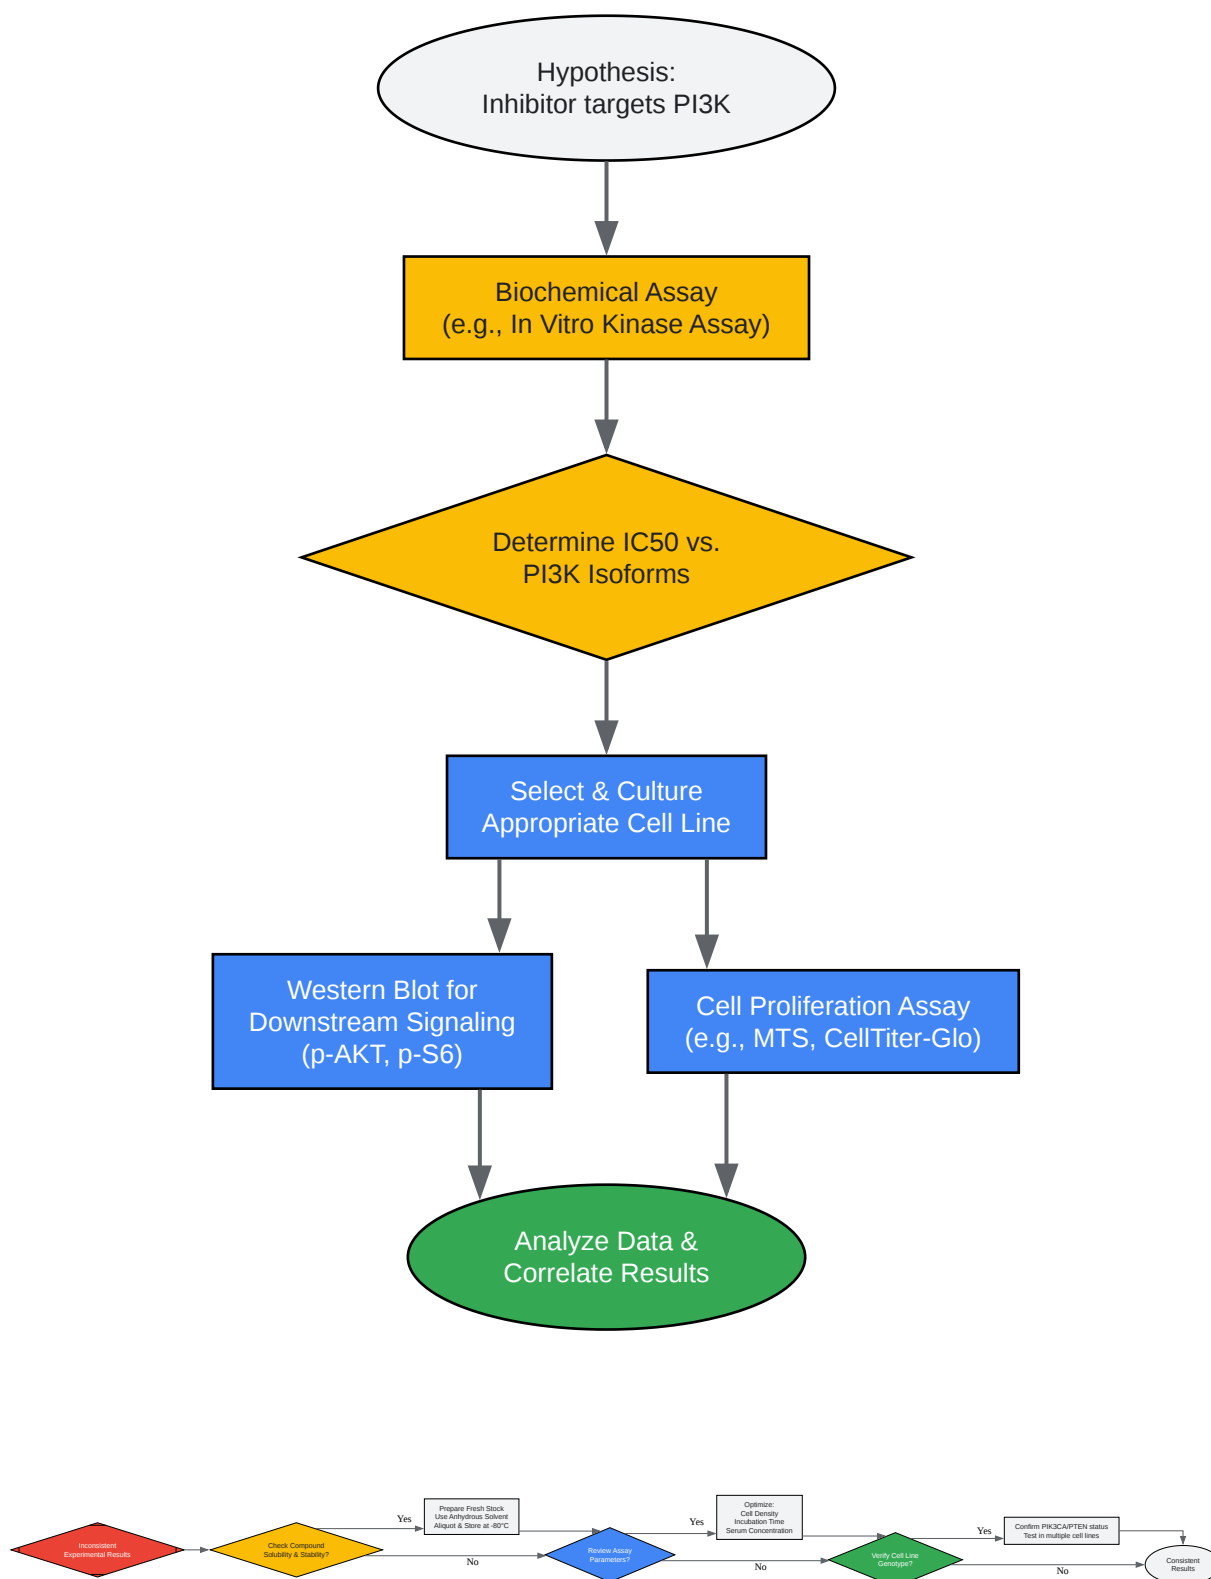 Hypothesis:
Inhibitor targets PI3K
Biochemical Assay
(e.g., In Vitro Kinase Assay)
Determine IC50 vs.
PI3K Isoforms
Select & Culture
Appropriate Cell Line
Western Blot for
Downstream Signaling
(p-AKT, p-S6)
Cell Proliferation Assay
(e.g., MTS, CellTiter-Glo)
Analyze Data &
Correlate Results
Inconsistent
Experimental Results
Check Compound
Solubility & Stability?
Yes
No
Prepare Fresh Stock
Use Anhydrous Solvent
Aliquot & Store at -80°C
Review Assay
Parameters?
Yes
No
Optimize:
Cell Density
Incubation Time
Serum Concentration
Verify Cell Line
Genotype?
Yes
No
Confirm PIK3CA/PTEN status
Test in multiple cell lines
Consistent
Results